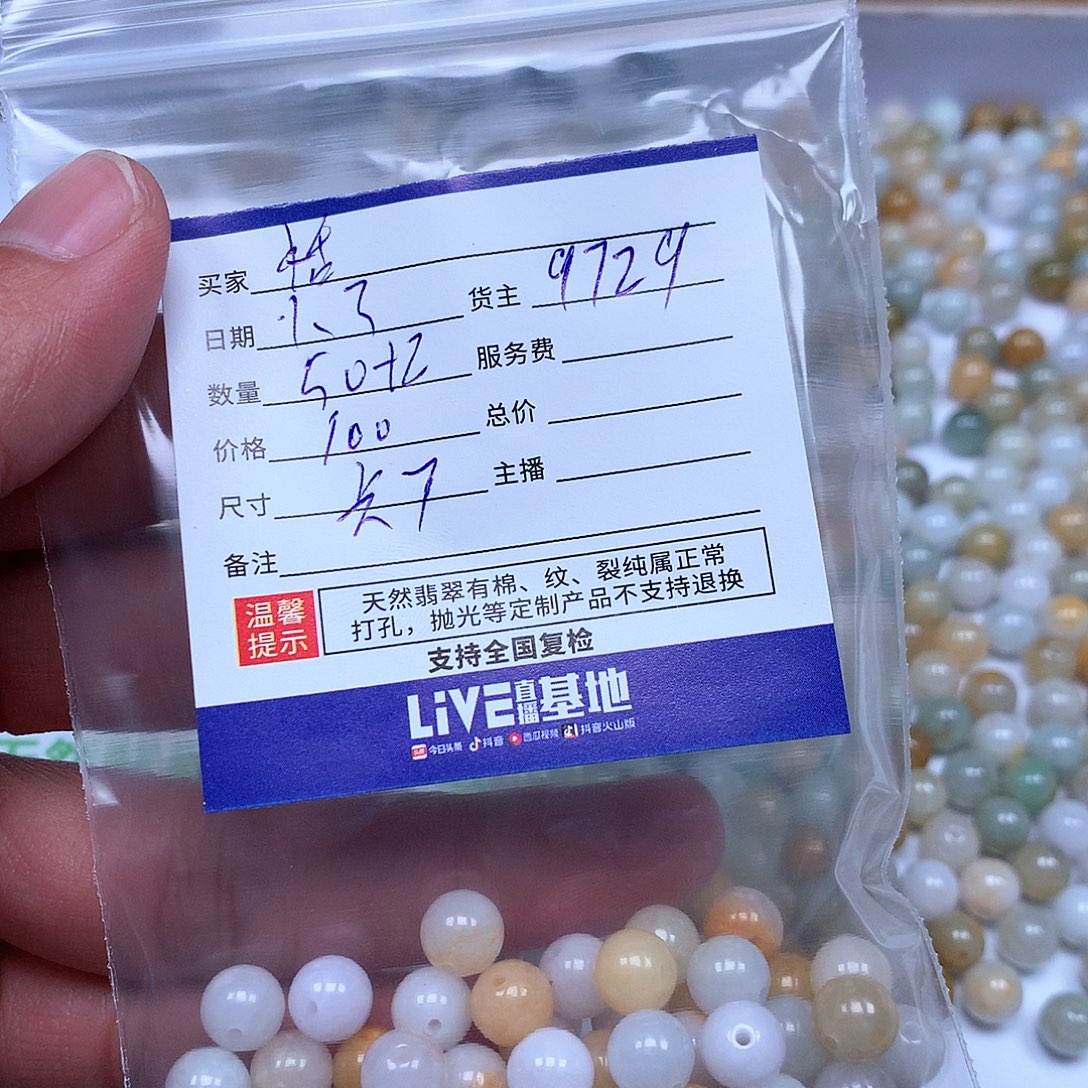 买家
日期 货主 9729
数量 50+2 服务费
价格 100 总价
尺寸 7 主播
备注
温馨提示
天然翡翠有棉、纹、裂纯属正常
打孔，抛光等定制产品不支持退换
支持全国复检
LiVE直播基地
今日头条 抖音 西瓜视频 抖音火山版